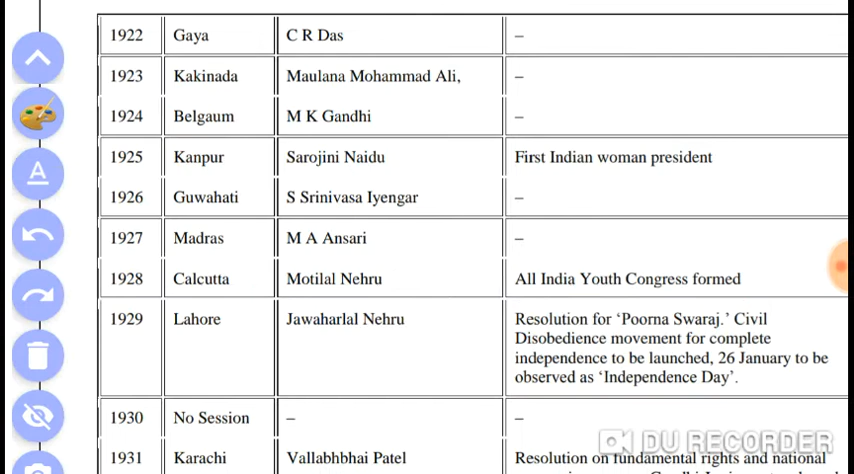 1922 Gaya C R Das –
1923 Kakinada Maulana Mohammad Ali, –
1924 Belgaum M K Gandhi –
1925 Kanpur Sarojini Naidu First Indian woman president
1926 Guwahati S Srinivasa Iyengar –
1927 Madras M A Ansari –
1928 Calcutta Motilal Nehru All India Youth Congress formed
1929 Lahore Jawaharlal Nehru Resolution for ‘Poorna Swaraj.’ Civil
Disobedience movement for complete
independence to be launched, 26 January to be
observed as ‘Independence Day’.
1930 No Session – –
1931 Karachi Vallabhbhai Patel Resolution on fundamental rights and national
DU RECORDER
A